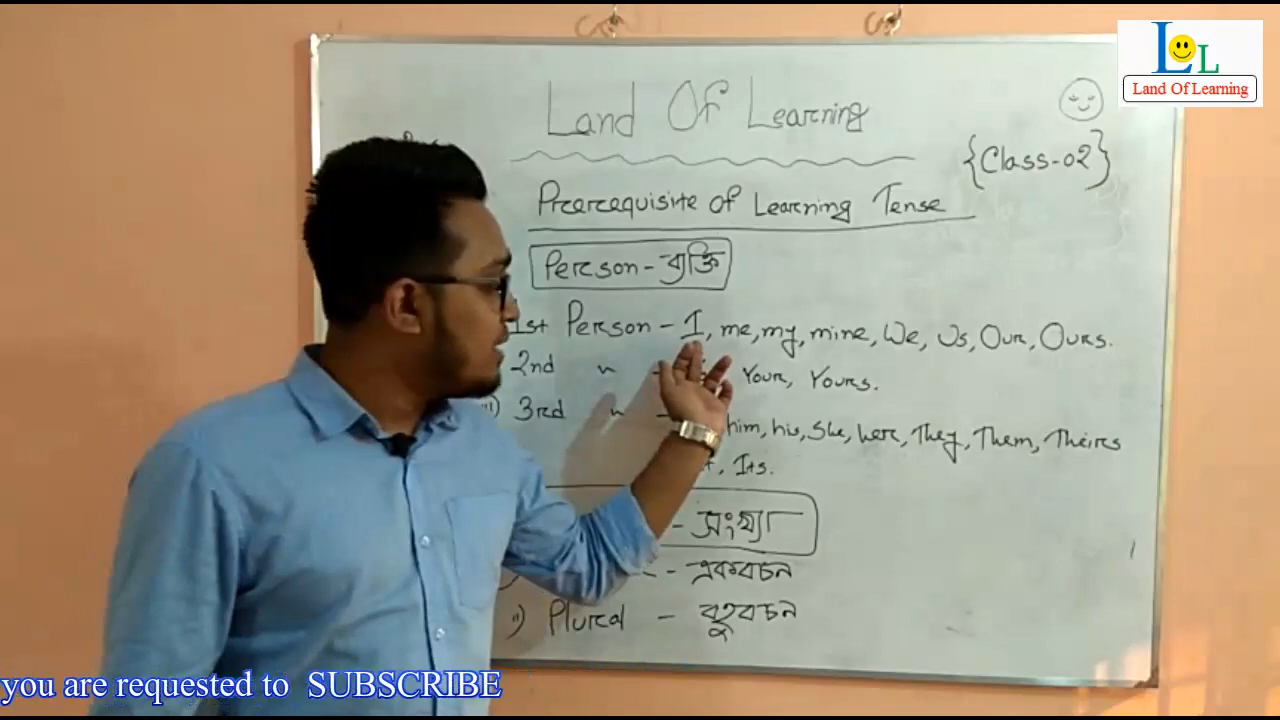 L L
Land Of Learning
Land Of Learning
{Class-02}
Prerequisite of Learning Tense
Person - ব্যক্তি
1st Person - I, me, my, mine, We, Us, Our, Ours.
2nd " - Your, Yours.
iii) 3rd " - him, his, She, her, They, Them, Theirs
Its.
- সংখ্যা
- একবচন
ii) Plural - বহুবচন
you are requested to SUBSCRIBE